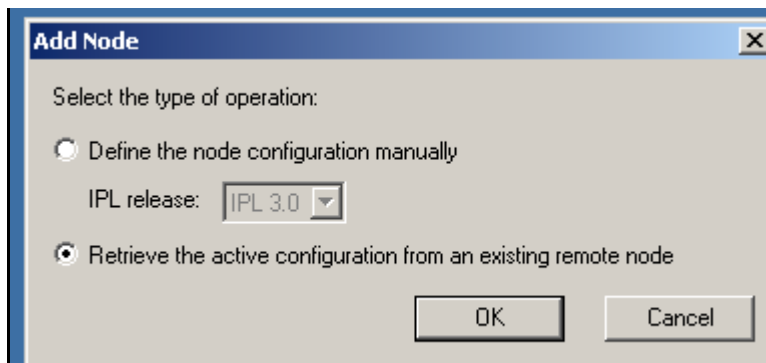 Add Node
Select the type of operation:
Define the node configuration manually
IPL release: IPL 3.0
Retrieve the active configuration from an existing remote node
OK Cancel